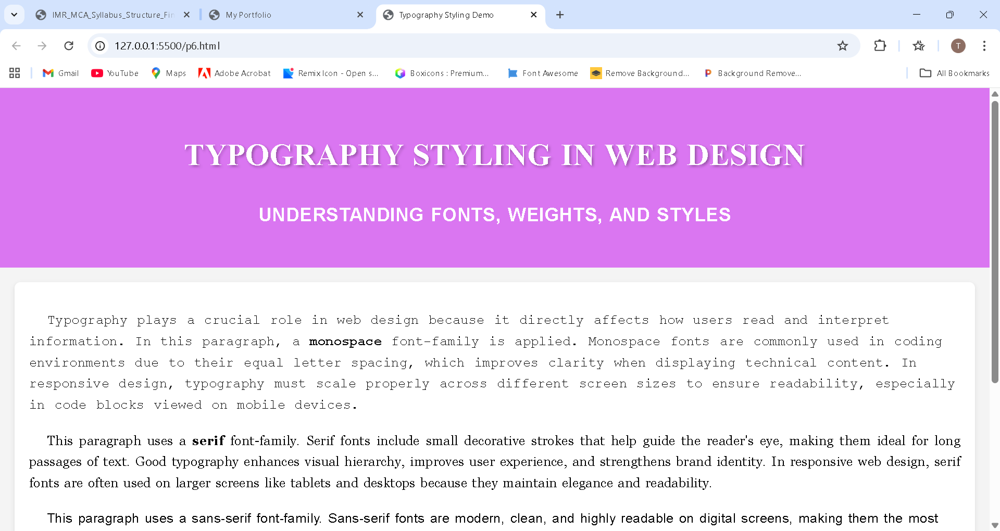 IMR_MCA_Syllabus_Structure_Fin
My Portfolio
Typography Styling Demo
127.0.0.1:5500/p6.html
T
Gmail
YouTube
Maps
Adobe Acrobat
Remix Icon - Open s...
Boxicons : Premium...
Font Awesome
Remove Background...
Background Remove...
All Bookmarks
TYPOGRAPHY STYLING IN WEB DESIGN
UNDERSTANDING FONTS, WEIGHTS, AND STYLES
Typography plays a crucial role in web design because it directly affects how users read and interpret
information. In this paragraph, a monospace font-family is applied. Monospace fonts are commonly used in coding
environments due to their equal letter spacing, which improves clarity when displaying technical content. In
responsive design, typography must scale properly across different screen sizes to ensure readability, especially
in code blocks viewed on mobile devices.
This paragraph uses a serif font-family. Serif fonts include small decorative strokes that help guide the reader's eye, making them ideal for long
passages of text. Good typography enhances visual hierarchy, improves user experience, and strengthens brand identity. In responsive web design, serif
fonts are often used on larger screens like tablets and desktops because they maintain elegance and readability.
This paragraph uses a sans-serif font-family. Sans-serif fonts are modern, clean, and highly readable on digital screens, making them the most